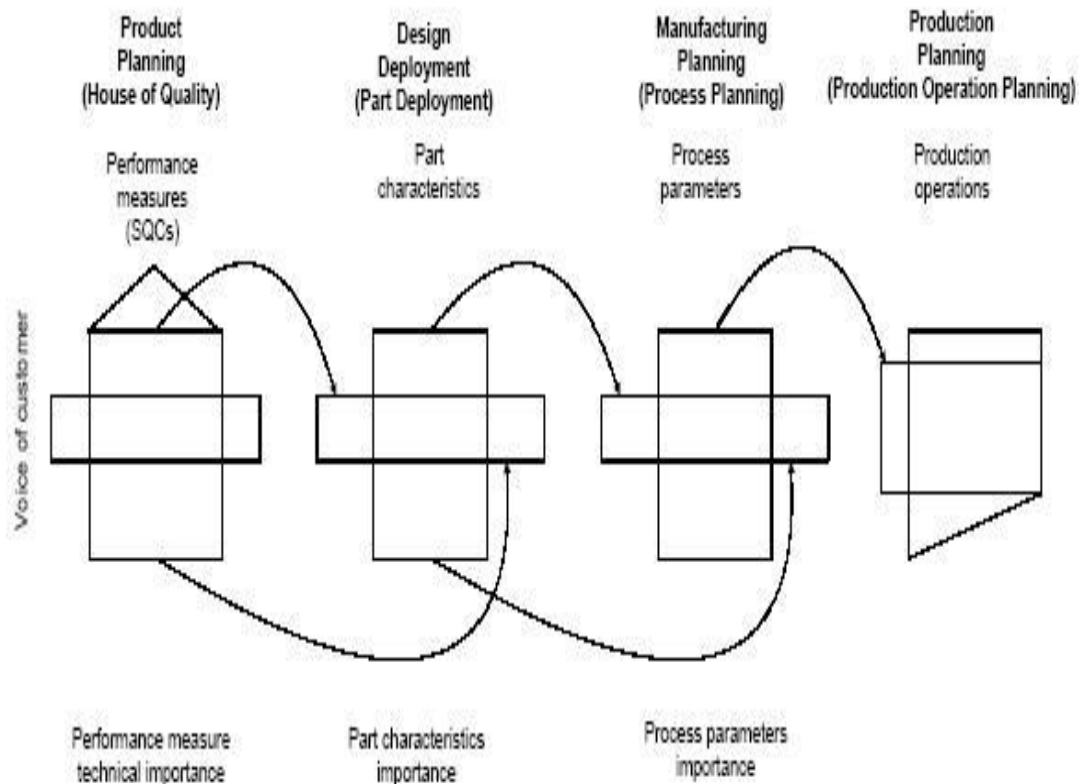 Product
Planning
(House of Quality)
Design
Deployment
(Part Deployment)
Manufacturing
Planning
(Process Planning)
Production
Planning
(Production Operation Planning)
Performance
measures
(SQCs)
Part
characteristics
Process
parameters
Production
operations
Voice of customer
Performance measure
technical importance
Part characteristics
importance
Process parameters
importance